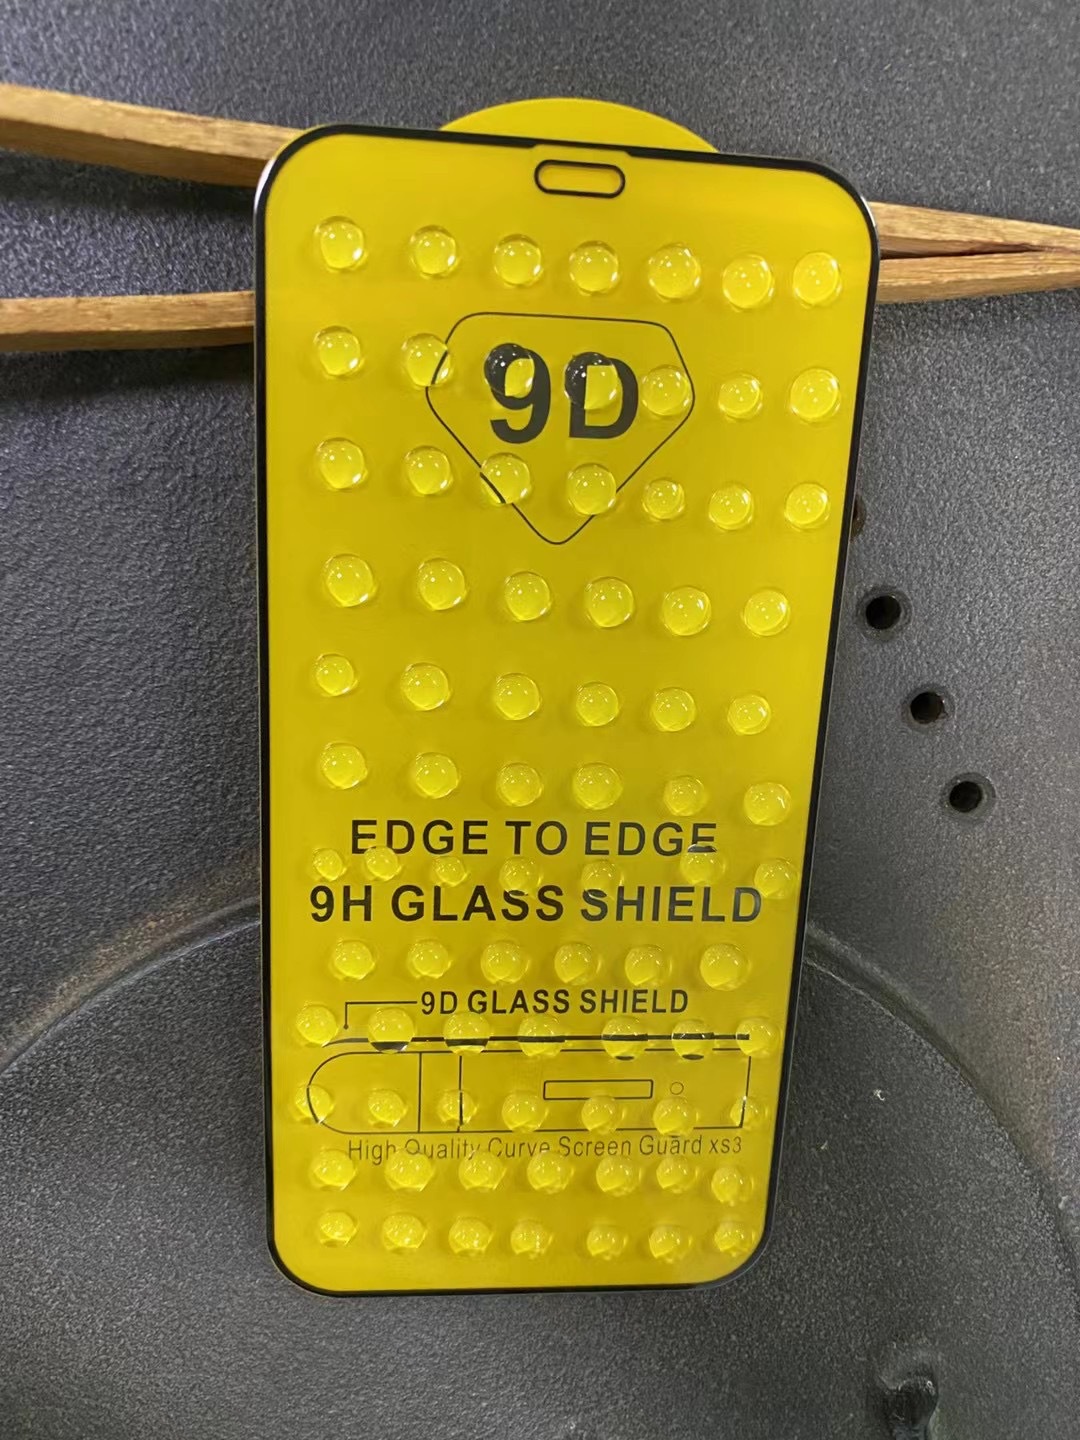 9D
EDGE TO EDGE
9H GLASS SHIELD
9D GLASS SHIELD
High Quality Curve Screen Guard xs3